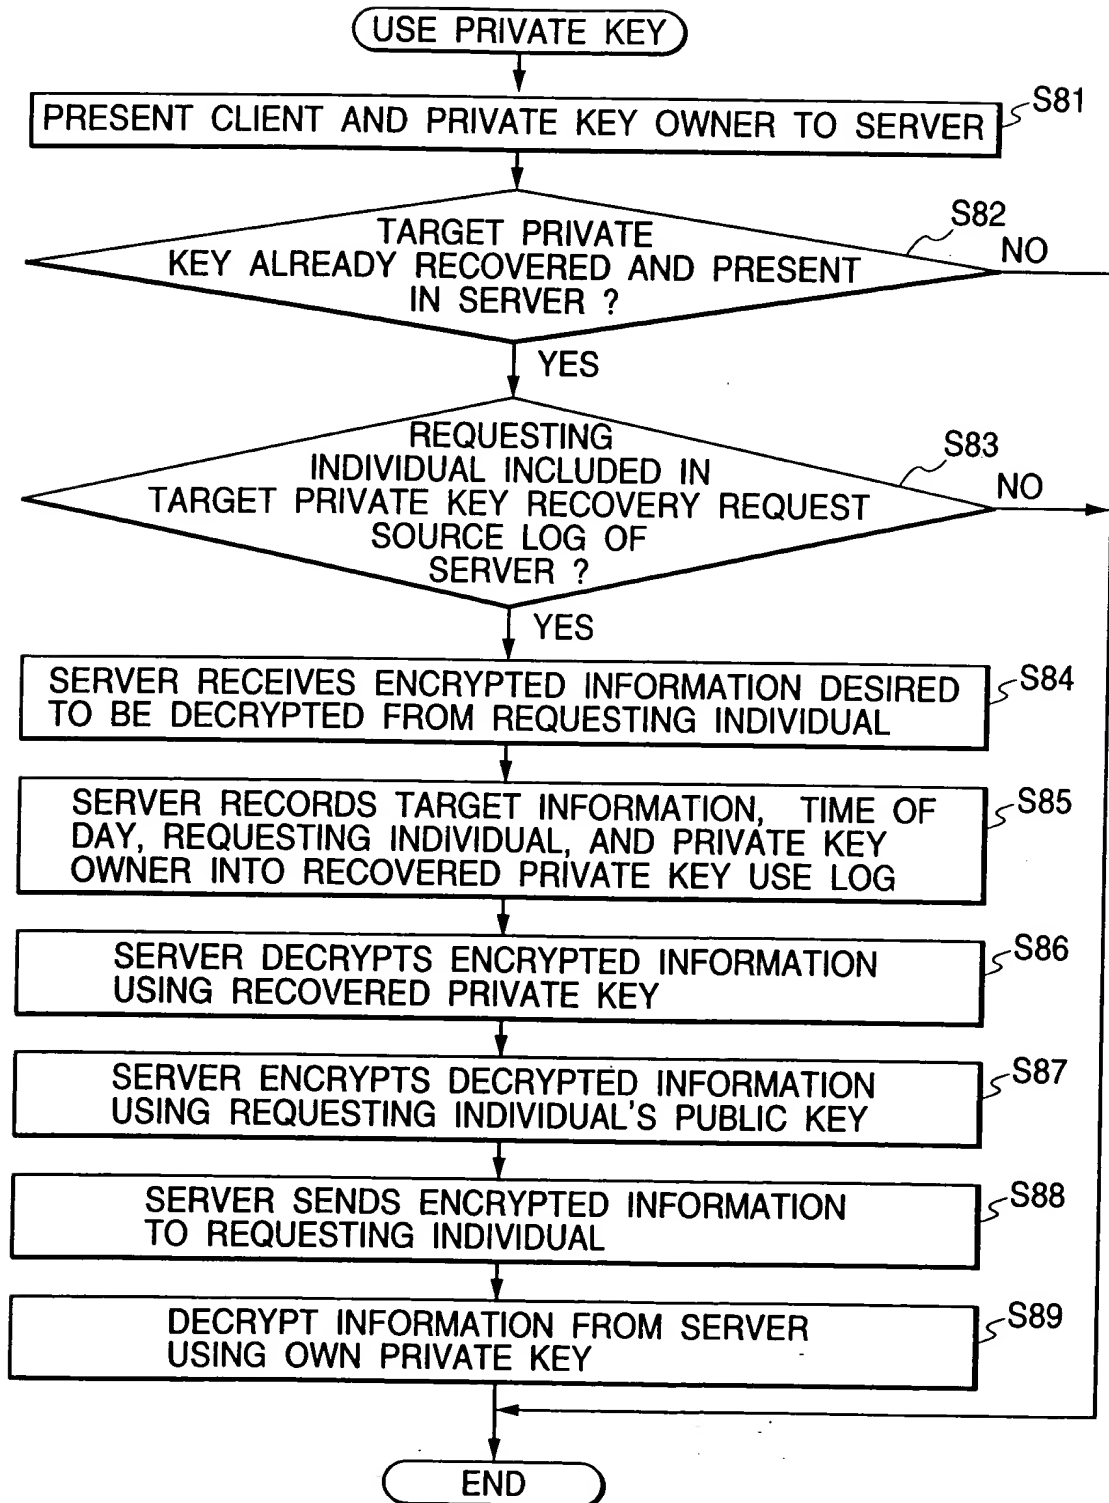 USE PRIVATE KEY
S81
PRESENT CLIENT AND PRIVATE KEY OWNER TO SERVER
S82
TARGET PRIVATE
KEY ALREADY RECOVERED AND PRESENT
IN SERVER ?
NO
YES
S83
REQUESTING
INDIVIDUAL INCLUDED IN
TARGET PRIVATE KEY RECOVERY REQUEST
SOURCE LOG OF
SERVER ?
NO
YES
S84
SERVER RECEIVES ENCRYPTED INFORMATION DESIRED
TO BE DECRYPTED FROM REQUESTING INDIVIDUAL
S85
SERVER RECORDS TARGET INFORMATION, TIME OF
DAY, REQUESTING INDIVIDUAL, AND PRIVATE KEY
OWNER INTO RECOVERED PRIVATE KEY USE LOG
S86
SERVER DECRYPTS ENCRYPTED INFORMATION
USING RECOVERED PRIVATE KEY
S87
SERVER ENCRYPTS DECRYPTED INFORMATION
USING REQUESTING INDIVIDUAL'S PUBLIC KEY
S88
SERVER SENDS ENCRYPTED INFORMATION
TO REQUESTING INDIVIDUAL
S89
DECRYPT INFORMATION FROM SERVER
USING OWN PRIVATE KEY
END